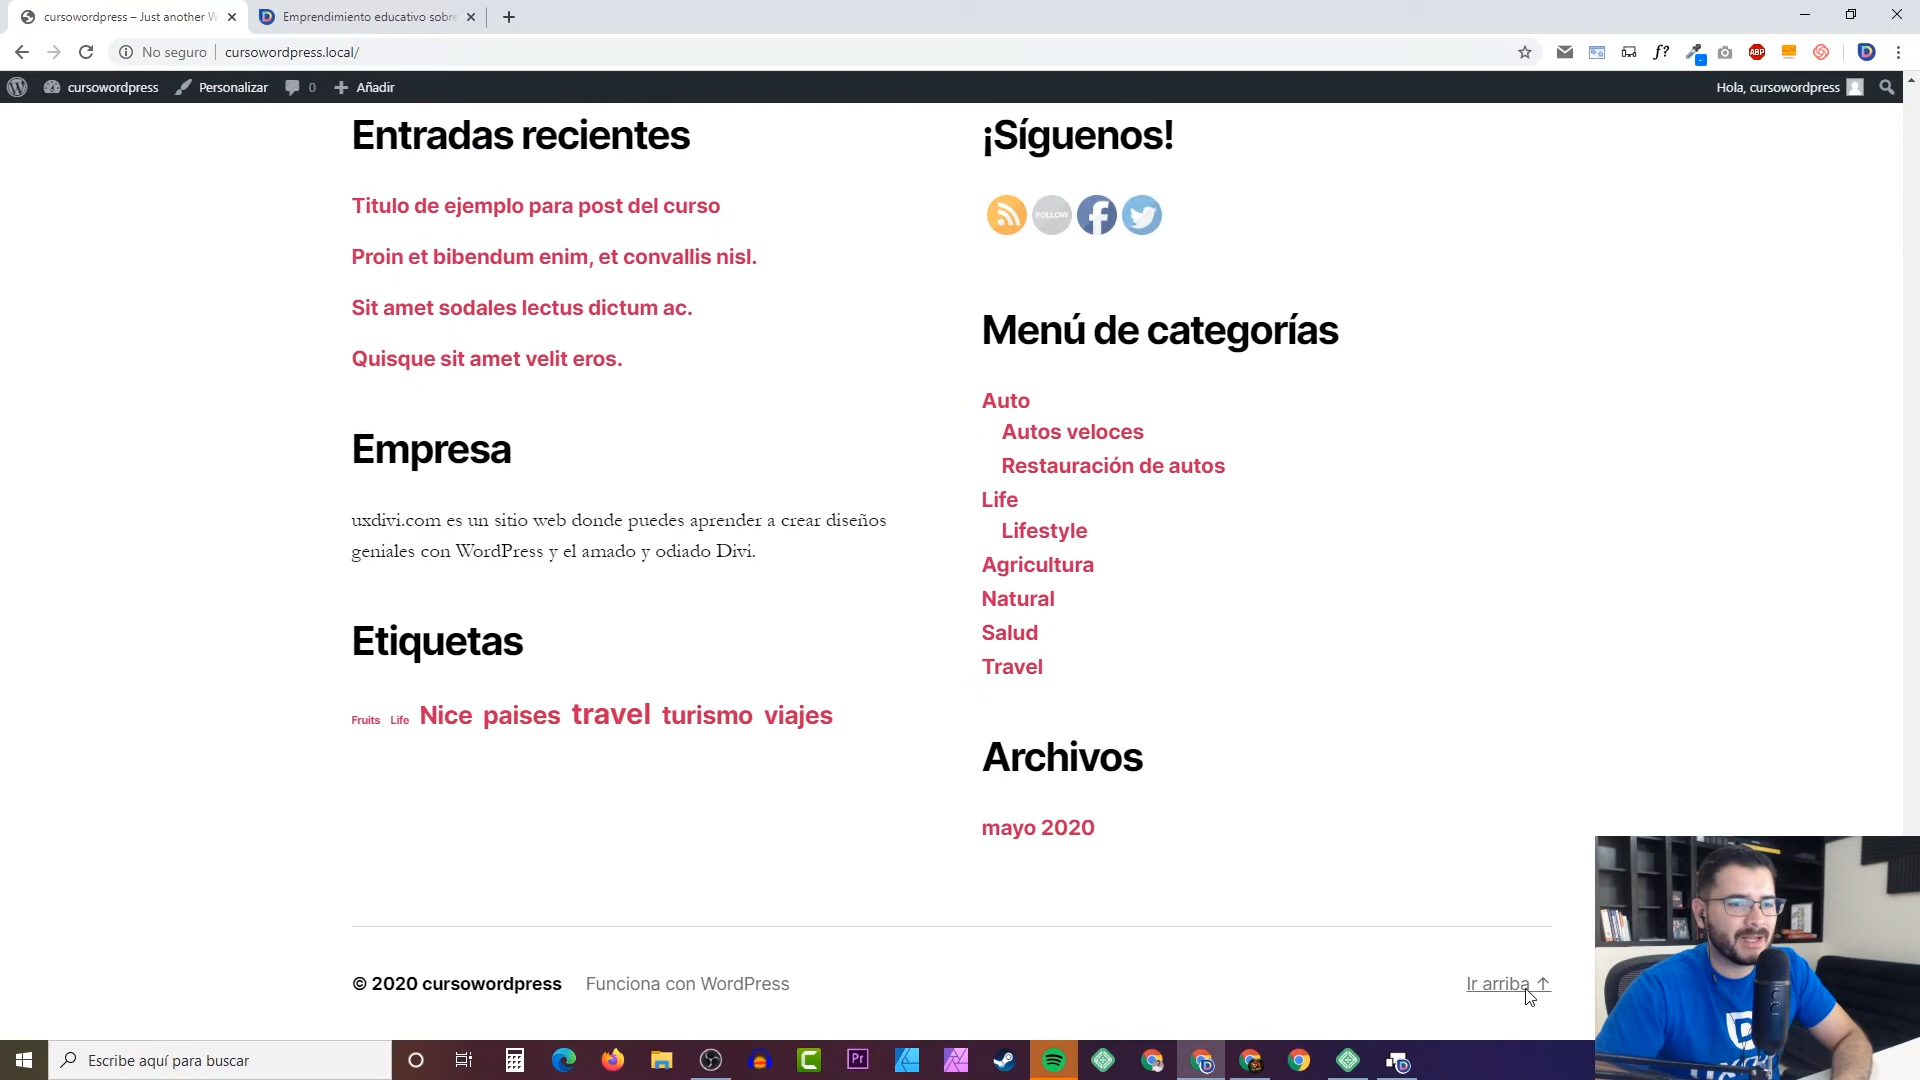 cursowordpress – Just another W
Emprendimiento educativo sobre
No seguro
cursowordpress.local/
f?
ABP
cursowordpress
Personalizar
0
Añadir
Hola, cursowordpress
Entradas recientes
Titulo de ejemplo para post del curso
Proin et bibendum enim, et convallis nisl.
Sit amet sodales lectus dictum ac.
Quisque sit amet velit eros.
Empresa
uxdivi.com es un sitio web donde puedes aprender a crear diseños
geniales con WordPress y el amado y odiado Divi.
Etiquetas
Fruits Life Nice paises travel turismo viajes
¡Síguenos!
FOLLOW
Menú de categorías
Auto
Autos veloces
Restauración de autos
Life
Lifestyle
Agricultura
Natural
Salud
Travel
Archivos
mayo 2020
© 2020 cursowordpress
Funciona con WordPress
Ir arriba ↑
Escribe aquí para buscar
Pr